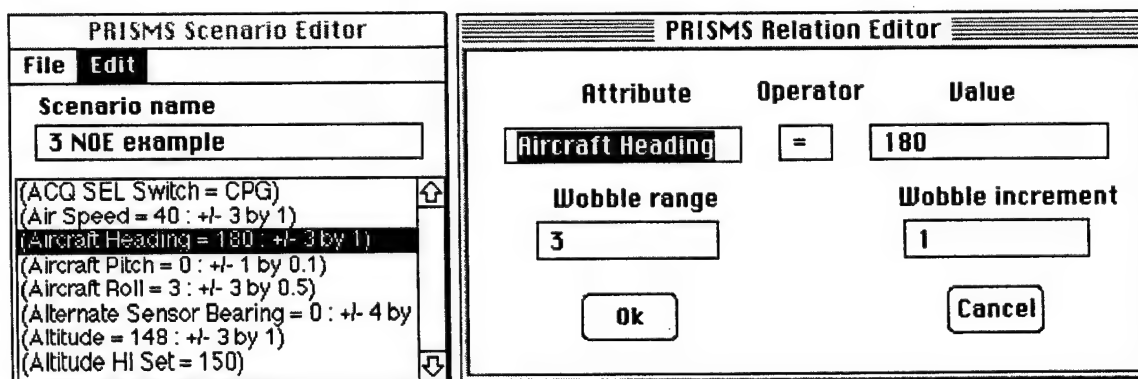 PRISMS Scenario Editor
File Edit
Scenario name
3 NOE example
(ACQ SEL Switch = CPG)
(Air Speed = 40 : +/- 3 by 1)
(Aircraft Heading = 180 : +/- 3 by 1)
(Aircraft Pitch = 0 : +/- 1 by 0.1)
(Aircraft Roll = 3 : +/- 3 by 0.5)
(Alternate Sensor Bearing = 0 : +/- 4 by
(Altitude = 148 : +/- 3 by 1)
(Altitude HI Set = 150)
PRISMS Relation Editor
Attribute Operator Value
Aircraft Heading = 180
Wobble range Wobble increment
3 1
Ok Cancel